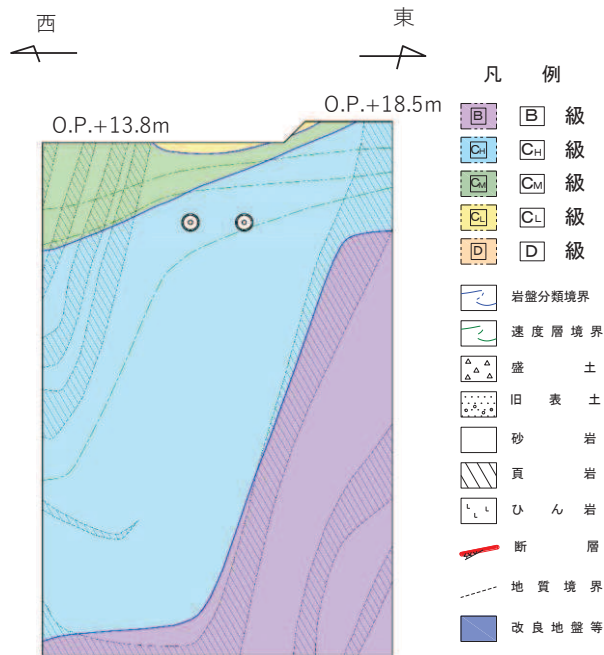 西
東
O.P.+18.5m
O.P.+13.8m
凡 例
B B 級
CH CH 級
CM CM 級
CL CL 級
D D 級
岩盤分類境界
速度層境界
盛 土
旧 表 土
砂 岩
頁 岩
ひ ん 岩
断 層
地 質 境 界
改 良 地 盤 等